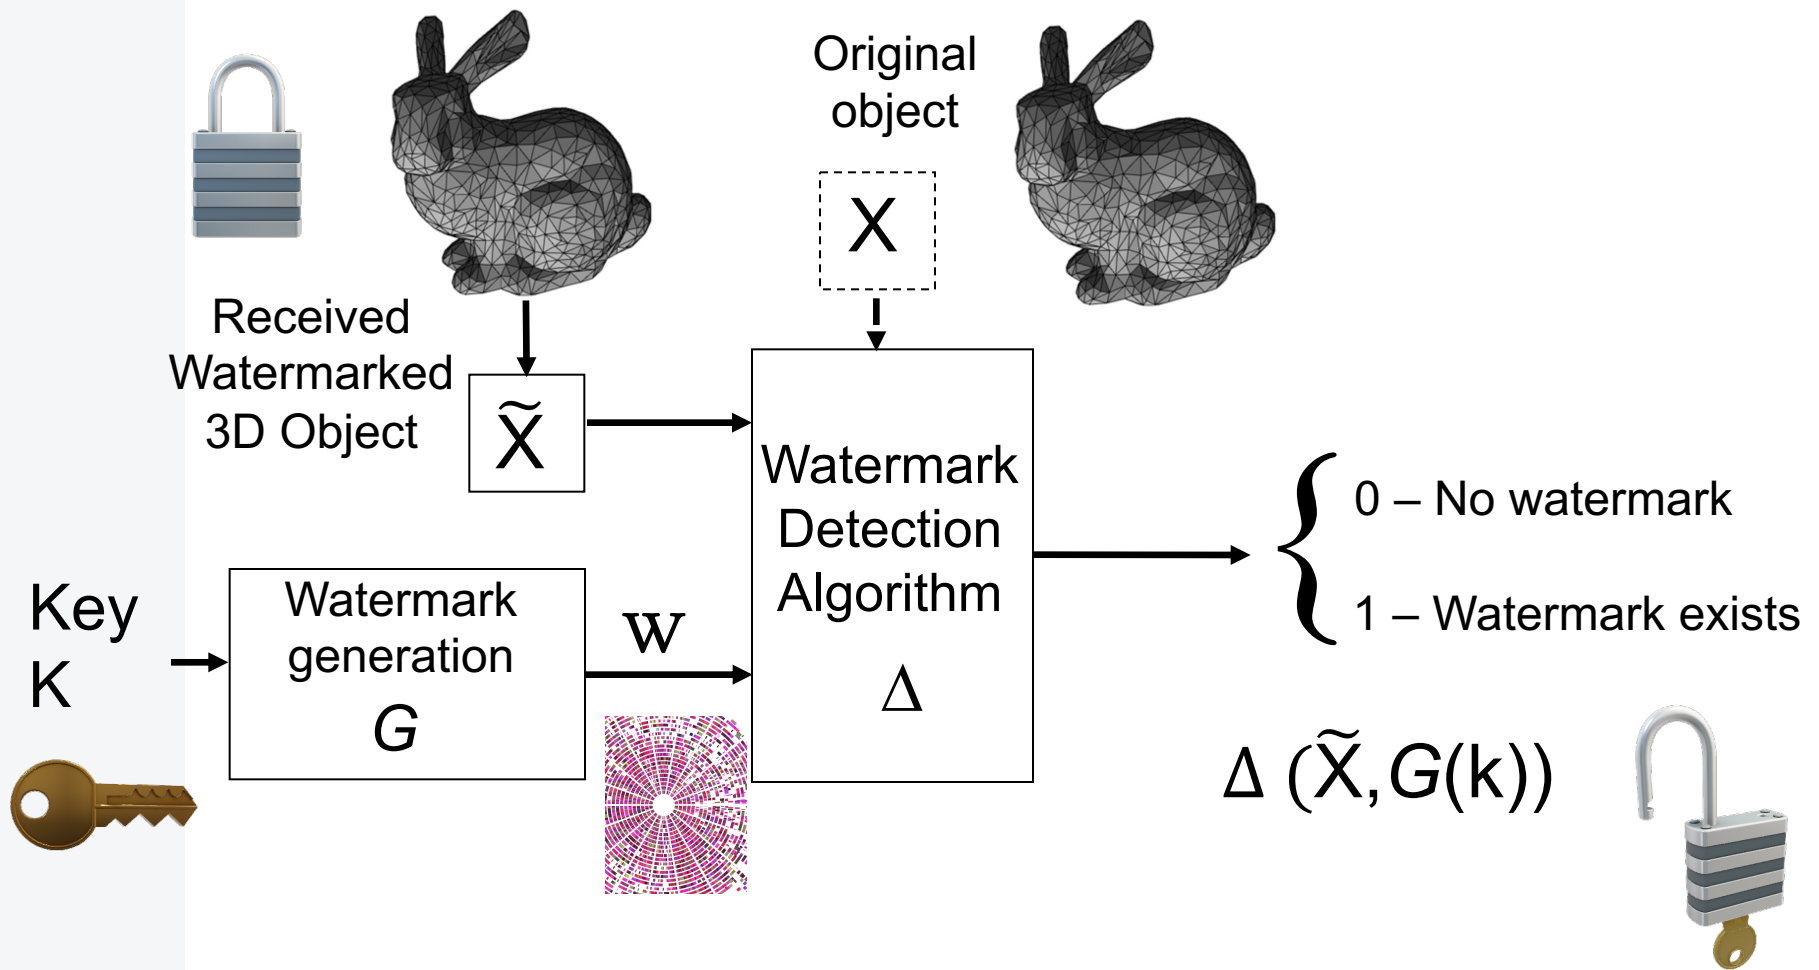 Original
object
X
Received
Watermarked
3D Object
X̃
Watermark
Detection
Algorithm
Δ
0 – No watermark
1 – Watermark exists
Key
K
Watermark
generation
G
w
Δ (X̃,G(k))